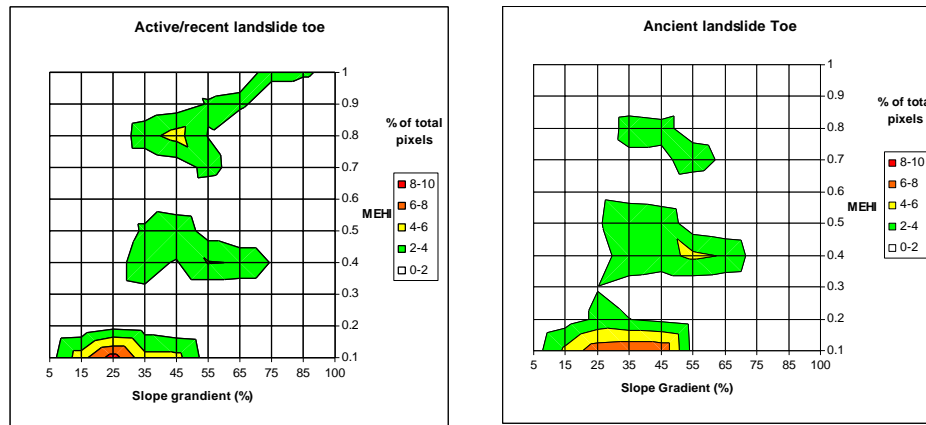 Active/recent landslide toe
1
0.9
0.8
0.7
0.6
0.5
0.4
0.3
0.2
0.1
MEHI
5 15 25 35 45 55 65 75 85 100
Slope grandient (%)
% of total
pixels
8-10
6-8
4-6
2-4
0-2
Ancient landslide Toe
1
0.9
0.8
0.7
0.6
0.5
0.4
0.3
0.2
0.1
MEHI
5 15 25 35 45 55 65 75 85 100
Slope Gradient (%)
% of total
pixels
8-10
6-8
4-6
2-4
0-2